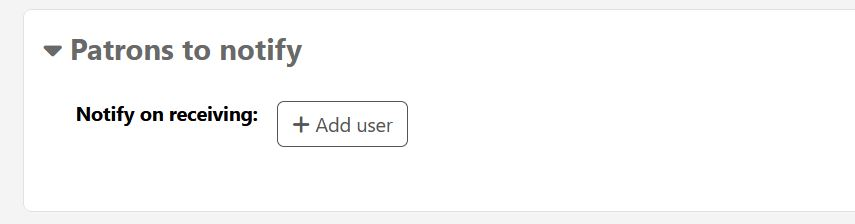 Patrons to notify
Notify on receiving: Add user